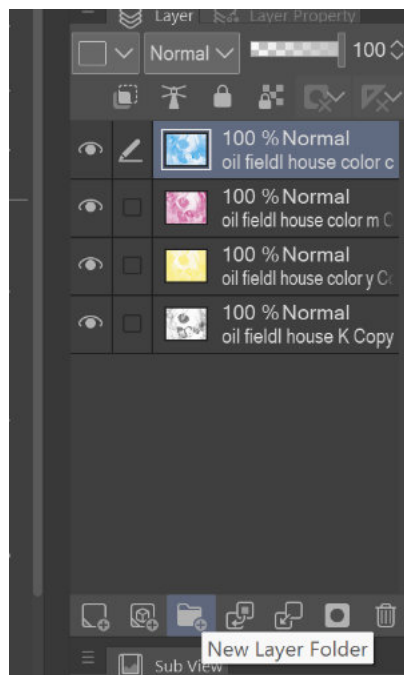 Layer Layer Property
Normal 100
100 % Normal
oil fieldl house color c
100 % Normal
oil fieldl house color m C
100 % Normal
oil fieldl house color y Co
100 % Normal
oil fieldl house K Copy
New Layer Folder
Sub View